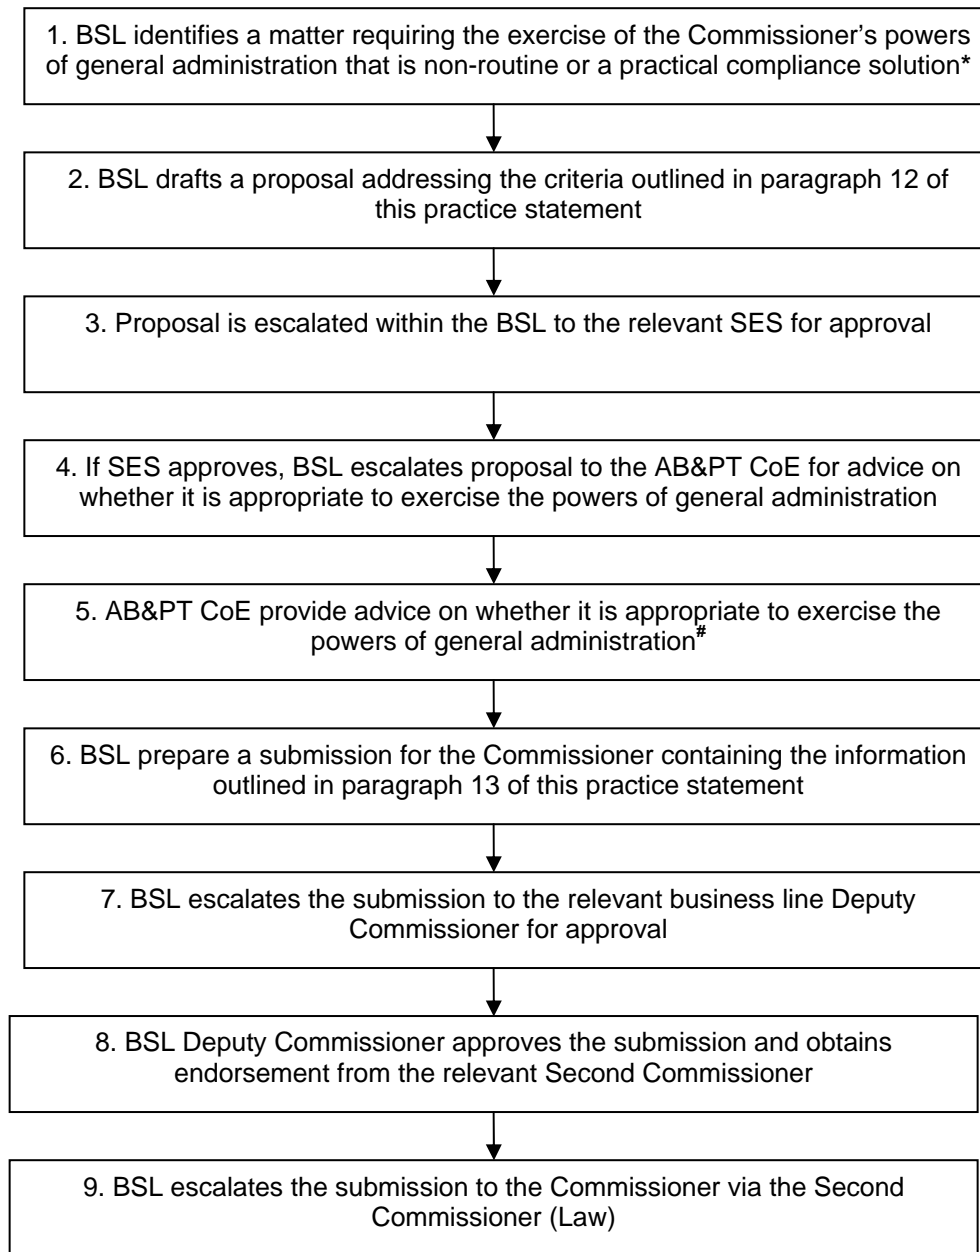 1. BSL identifies a matter requiring the exercise of the Commissioner’s powers
of general administration that is non-routine or a practical compliance solution*
2. BSL drafts a proposal addressing the criteria outlined in paragraph 12 of
this practice statement
3. Proposal is escalated within the BSL to the relevant SES for approval
4. If SES approves, BSL escalates proposal to the AB&PT CoE for advice on
whether it is appropriate to exercise the powers of general administration
5. AB&PT CoE provide advice on whether it is appropriate to exercise the
powers of general administration#
6. BSL prepare a submission for the Commissioner containing the information
outlined in paragraph 13 of this practice statement
7. BSL escalates the submission to the relevant business line Deputy
Commissioner for approval
8. BSL Deputy Commissioner approves the submission and obtains
endorsement from the relevant Second Commissioner
9. BSL escalates the submission to the Commissioner via the Second
Commissioner (Law)